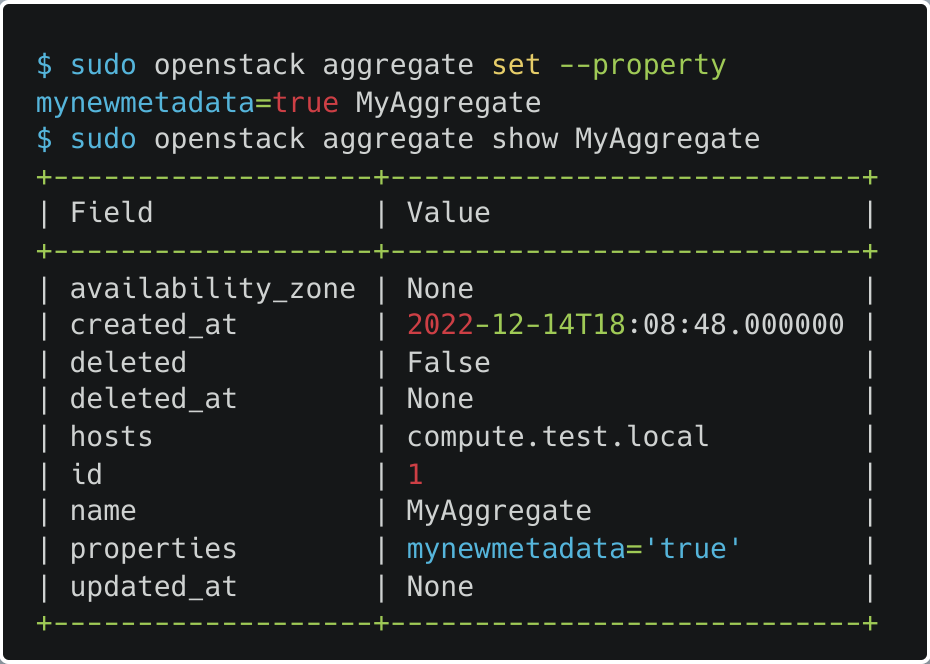 $ sudo openstack aggregate set --property
mynewmetadata=true MyAggregate
$ sudo openstack aggregate show MyAggregate
+-------------------+----------------------------+
| Field             | Value                      |
+-------------------+----------------------------+
| availability_zone | None                       |
| created_at        | 2022-12-14T18:08:48.000000 |
| deleted           | False                      |
| deleted_at        | None                       |
| hosts             | compute.test.local         |
| id                | 1                          |
| name              | MyAggregate                |
| properties        | mynewmetadata='true'       |
| updated_at        | None                       |
+-------------------+----------------------------+